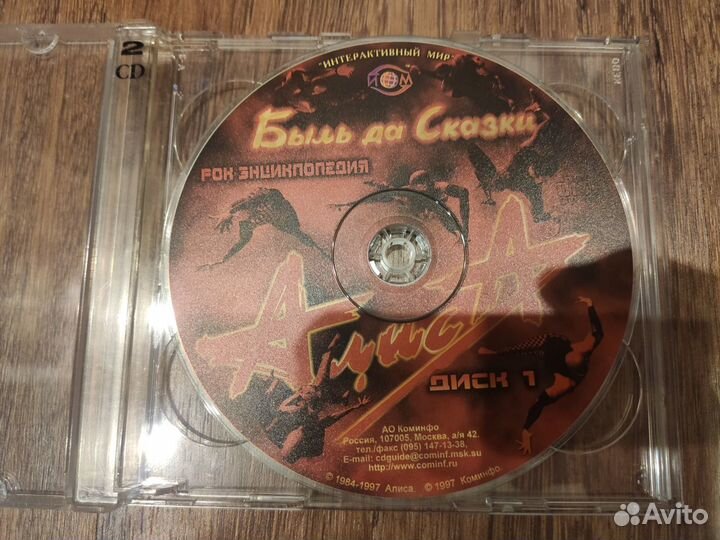 2
CD
"ИНТЕРАКТИВНЫЙ МИР"
И М
Быль да Сказки
РОК ЭНЦИКЛОПЕДИЯ
АлисА
ДИСК 1
АО Коминфо
Россия, 107005, Москва, а/я 42.
тел./факс (095) 147-13-38,
E-mail: cdguide@cominf.msk.su
http://www.cominf.ru
© 1984-1997 Алиса. © 1997 Коминфо.
Avito